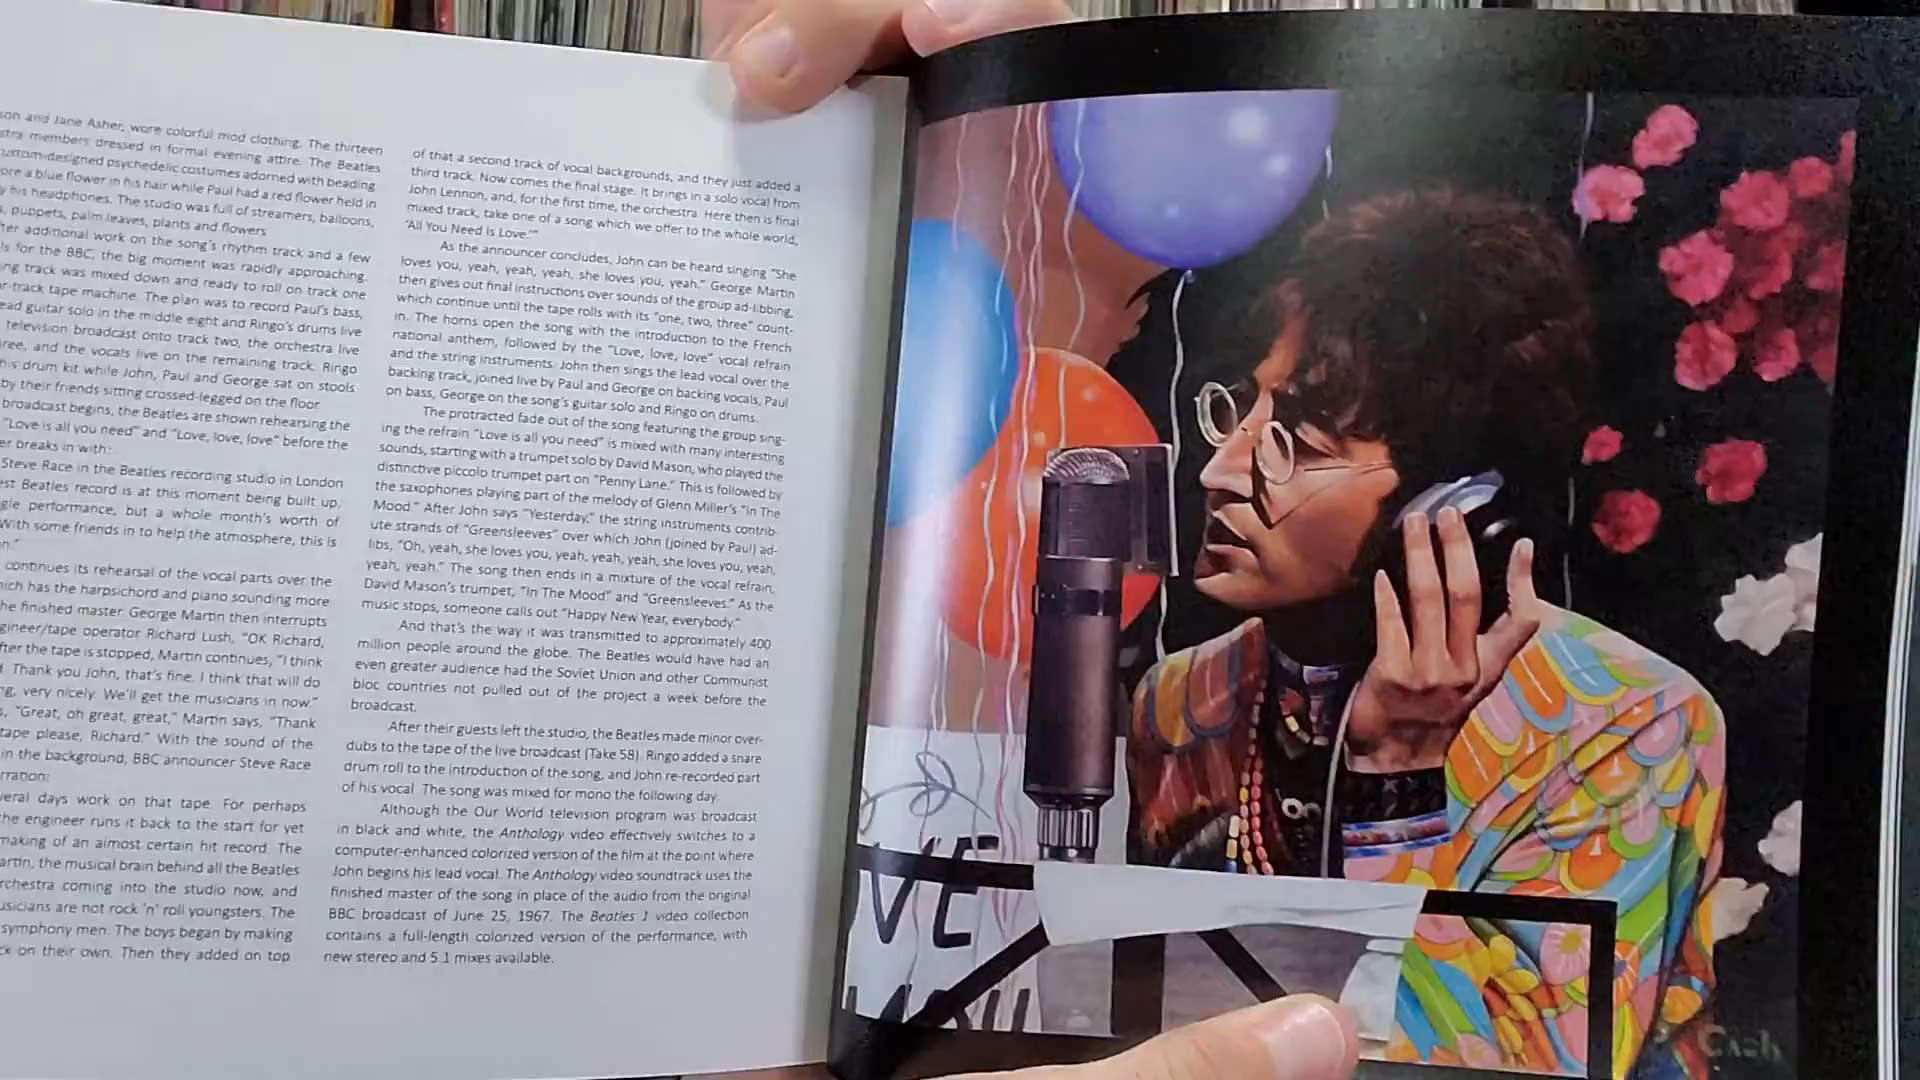 son and Jane Asher, wore colorful mod clothing. The thirteen
stra members dressed in formal evening attire. The Beatles
custom-designed psychedelic costumes adorned with beading.
ore a blue flower in his hair while Paul had a red flower held in
y his headphones. The studio was full of streamers, balloons,
s, puppets, palm leaves, plants and flowers.
fter additional work on the song's rhythm track and a few
ls for the BBC, the big moment was rapidly approaching.
ing track was mixed down and ready to roll on track one
r-track tape machine. The plan was to record Paul's bass,
ead guitar solo in the middle eight and Ringo's drums live
television broadcast onto track two, the orchestra live
ree, and the vocals live on the remaining track. Ringo
his drum kit while John, Paul and George sat on stools
by their friends sitting crossed-legged on the floor.
broadcast begins, the Beatles are shown rehearsing the
"Love is all you need" and "Love, love, love" before the
er breaks in with:
Steve Race in the Beatles recording studio in London
est Beatles record is at this moment being built up,
gle performance, but a whole month's worth of
With some friends in to help the atmosphere, this is
n."
continues its rehearsal of the vocal parts over the
hich has the harpsichord and piano sounding more
he finished master. George Martin then interrupts
gineer/tape operator Richard Lush, "OK Richard,
fter the tape is stopped, Martin continues, "I think
d. Thank you John, that's fine. I think that will do
g, very nicely. We'll get the musicians in now."
s, "Great, oh great, great," Martin says, "Thank
tape please, Richard." With the sound of the
in the background, BBC announcer Steve Race
rration:
veral days work on that tape. For perhaps
the engineer runs it back to the start for yet
making of an almost certain hit record. The
artin, the musical brain behind all the Beatles
rchestra coming into the studio now, and
usicians are not rock 'n' roll youngsters. The
symphony men. The boys began by making
ck on their own. Then they added on top
of that a second track of vocal backgrounds, and they just added a
third track. Now comes the final stage. It brings in a solo vocal from
John Lennon, and, for the first time, the orchestra. Here then is final
mixed track, take one of a song which we offer to the whole world,
'All You Need is Love.'"
As the announcer concludes, John can be heard singing "She
loves you, yeah, yeah, yeah, she loves you, yeah." George Martin
then gives out final instructions over sounds of the group ad-libbing,
which continue until the tape rolls with its "one, two, three" count-
in. The horns open the song with the introduction to the French
national anthem, followed by the "Love, love, love" vocal refrain
and the string instruments. John then sings the lead vocal over the
backing track, joined live by Paul and George on backing vocals, Paul
on bass, George on the song's guitar solo and Ringo on drums.
The protracted fade out of the song featuring the group sing-
ing the refrain "Love is all you need" is mixed with many interesting
sounds, starting with a trumpet solo by David Mason, who played the
distinctive piccolo trumpet part on "Penny Lane." This is followed by
the saxophones playing part of the melody of Glenn Miller's "In The
Mood." After John says "Yesterday," the string instruments contrib-
ute strands of "Greensleeves" over which John (joined by Paul) ad-
libs, "Oh, yeah, she loves you, yeah, yeah, yeah, she loves you, yeah,
yeah, yeah." The song then ends in a mixture of the vocal refrain,
David Mason's trumpet, "In The Mood" and "Greensleeves." As the
music stops, someone calls out "Happy New Year, everybody."
And that's the way it was transmitted to approximately 400
million people around the globe. The Beatles would have had an
even greater audience had the Soviet Union and other Communist
bloc countries not pulled out of the project a week before the
broadcast.
After their guests left the studio, the Beatles made minor over-
dubs to the tape of the live broadcast (Take 58). Ringo added a snare
drum roll to the introduction of the song, and John re-recorded part
of his vocal. The song was mixed for mono the following day.
Although the Our World television program was broadcast
in black and white, the Anthology video effectively switches to a
computer-enhanced colorized version of the film at the point where
John begins his lead vocal. The Anthology video soundtrack uses the
finished master of the song in place of the audio from the original
BBC broadcast of June 25, 1967. The Beatles 1 video collection
contains a full-length colorized version of the performance, with
new stereo and 5.1 mixes available.
VE